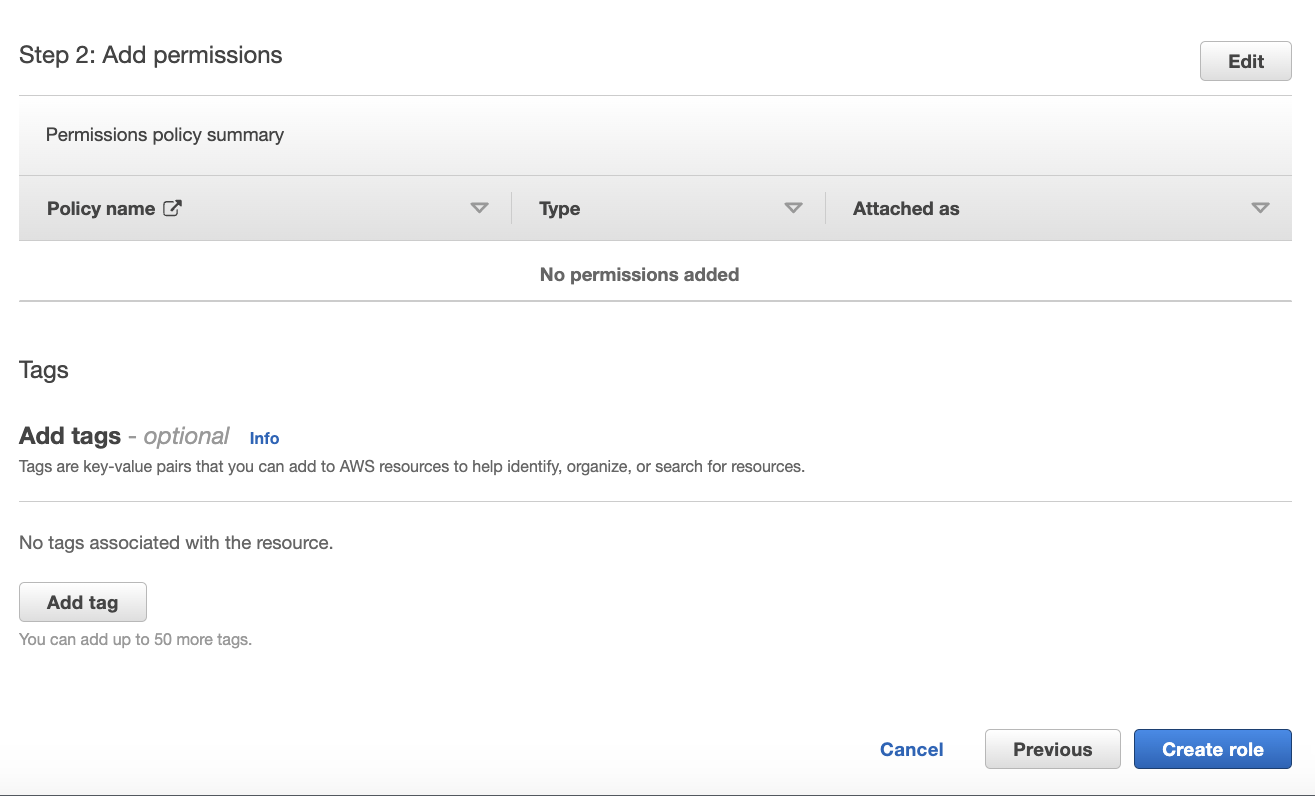 Step 2: Add permissions
Edit
Permissions policy summary
Policy name
Type
Attached as
No permissions added
Tags
Add tags - optional Info
Tags are key-value pairs that you can add to AWS resources to help identify, organize, or search for resources.
No tags associated with the resource.
Add tag
You can add up to 50 more tags.
Cancel
Previous
Create role